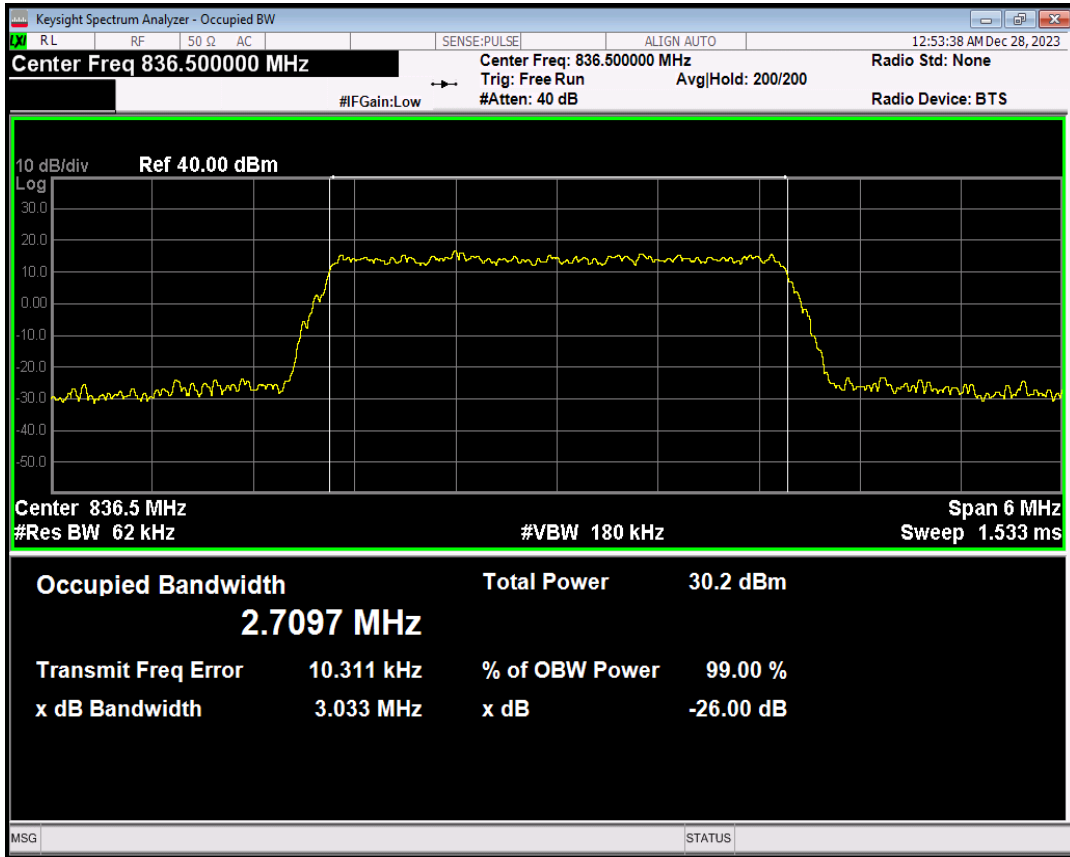 Keysight Spectrum Analyzer - Occupied BW
LXI RL RF 50 Ω AC SENSE:PULSE ALIGN AUTO 12:53:38 AM Dec 28, 2023
Center Freq 836.500000 MHz Center Freq: 836.500000 MHz Radio Std: None
Trig: Free Run Avg|Hold: 200/200
#IFGain:Low #Atten: 40 dB Radio Device: BTS
10 dB/div Ref 40.00 dBm
Log
30.0
20.0
10.0
0.00
-10.0
-20.0
-30.0
-40.0
-50.0
Center 836.5 MHz Span 6 MHz
#Res BW 62 kHz #VBW 180 kHz Sweep 1.533 ms
Occupied Bandwidth Total Power 30.2 dBm
2.7097 MHz
Transmit Freq Error 10.311 kHz % of OBW Power 99.00 %
x dB Bandwidth 3.033 MHz x dB -26.00 dB
MSG STATUS